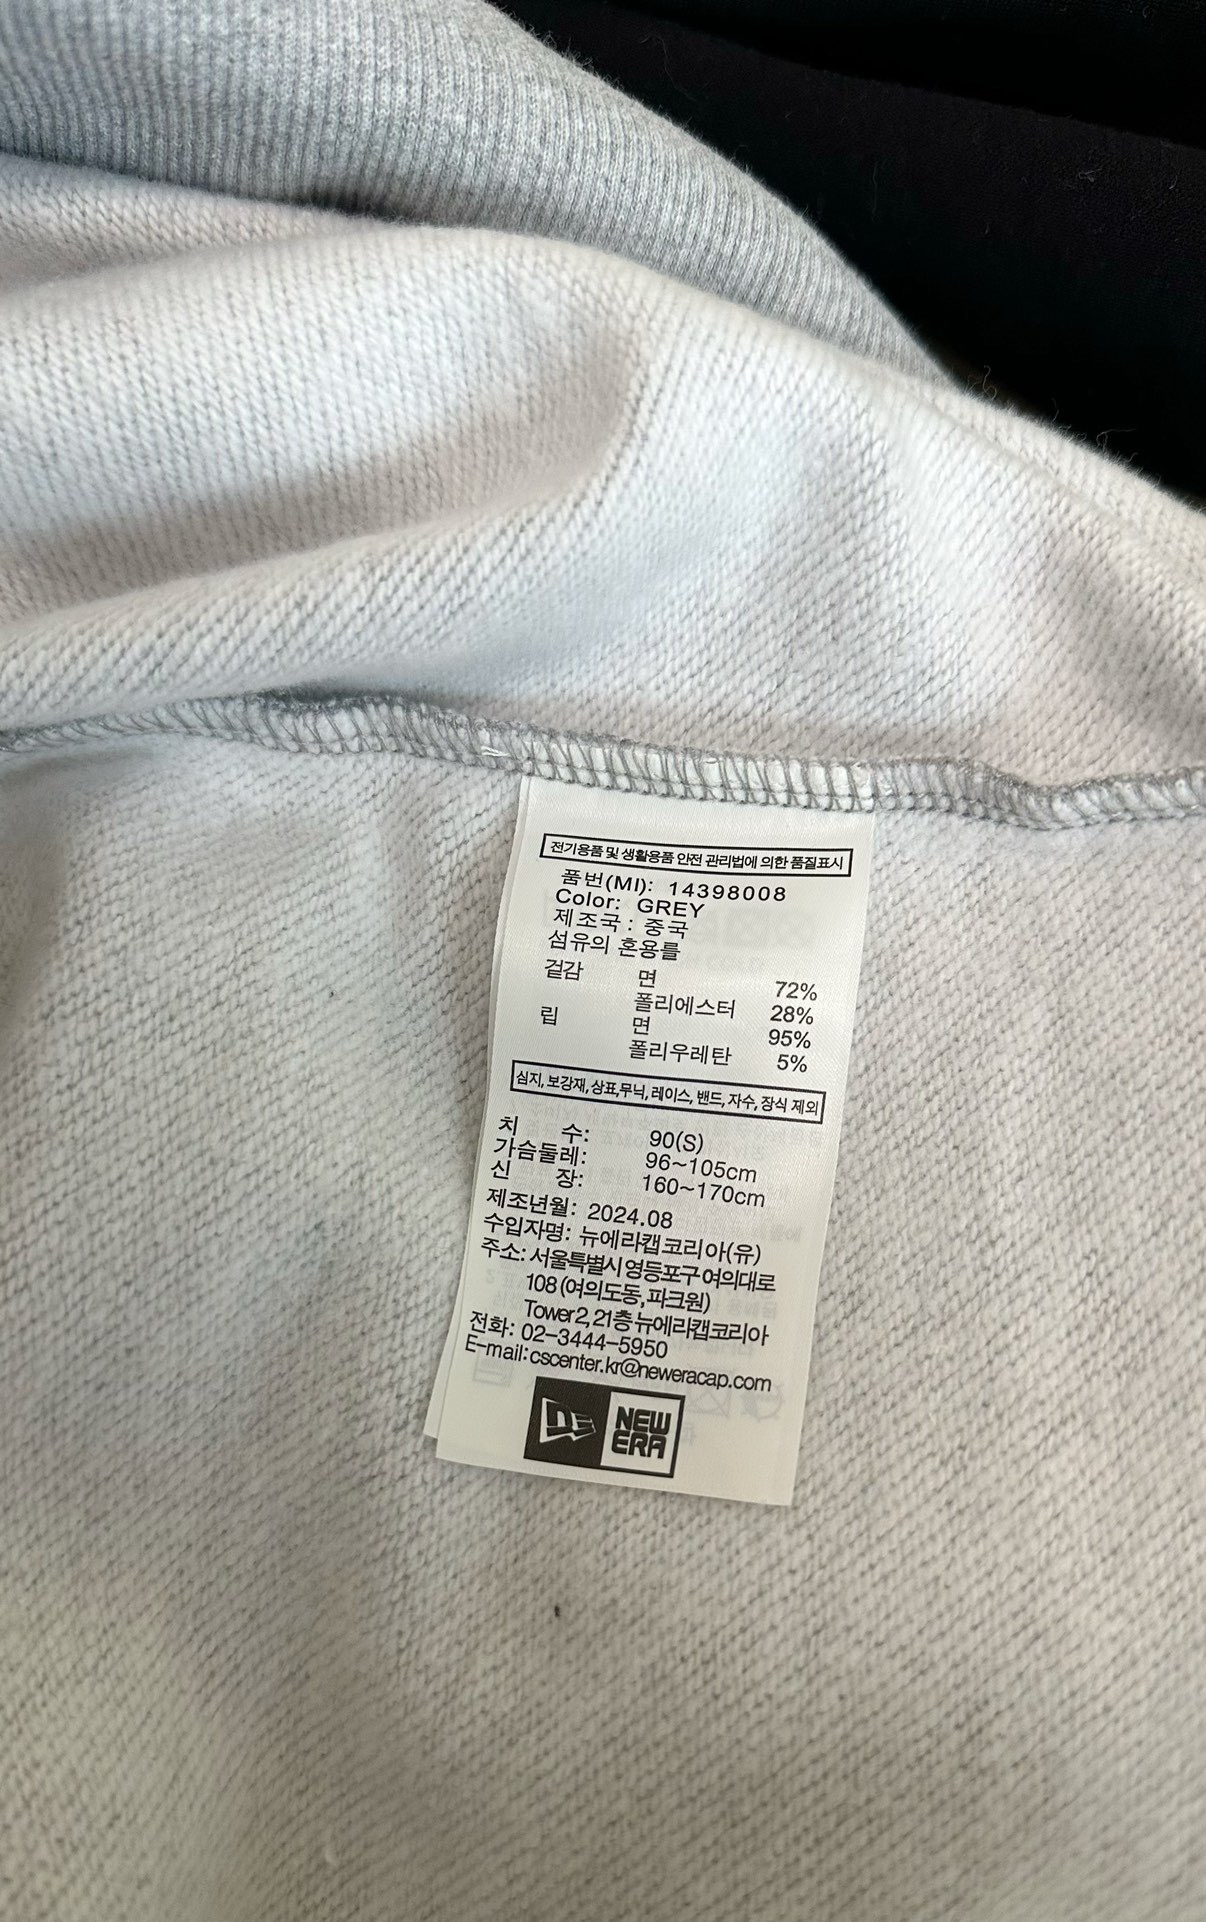 전기용품 및 생활용품 안전 관리법에 의한 품질표시
품번(MI): 14398008
Color: GREY
제조국 : 중국
섬유의 혼용률
겉감 면 72%
폴리에스터 28%
립 면 95%
폴리우레탄 5%
심지, 보강재, 상표,무늬, 레이스, 밴드, 자수, 장식 제외
치 수: 90(S)
가슴둘레: 96~105cm
신 장: 160~170cm
제조년월: 2024.08
수입자명: 뉴에라캡코리아(유)
주소: 서울특별시 영등포구 여의대로
108 (여의도동, 파크원)
Tower2, 21층 뉴에라캡코리아
전화: 02-3444-5950
E-mail: cscenter.kr@neweracap.com
NE NEW
ERA